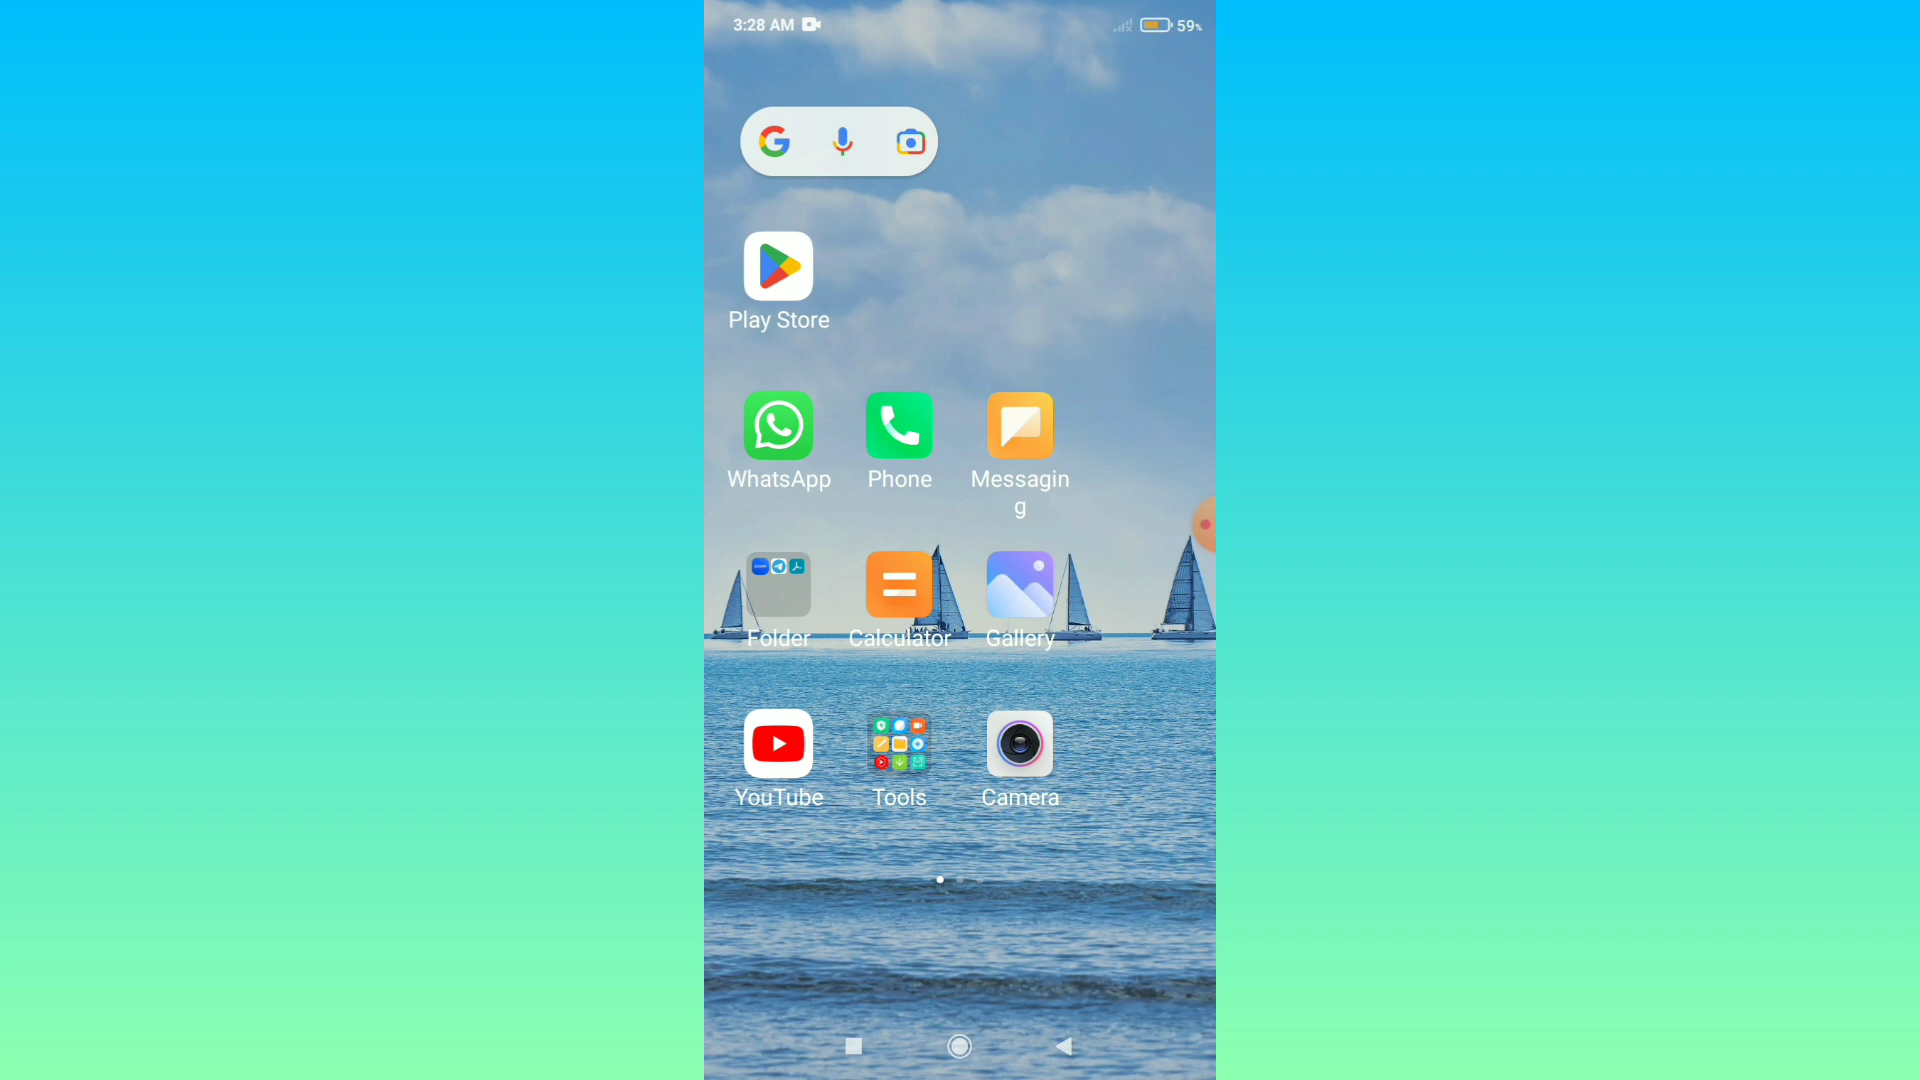 3:28 AM
59%
Play Store
WhatsApp Phone Messagin
g
Folder Calculator Gallery
YouTube Tools Camera